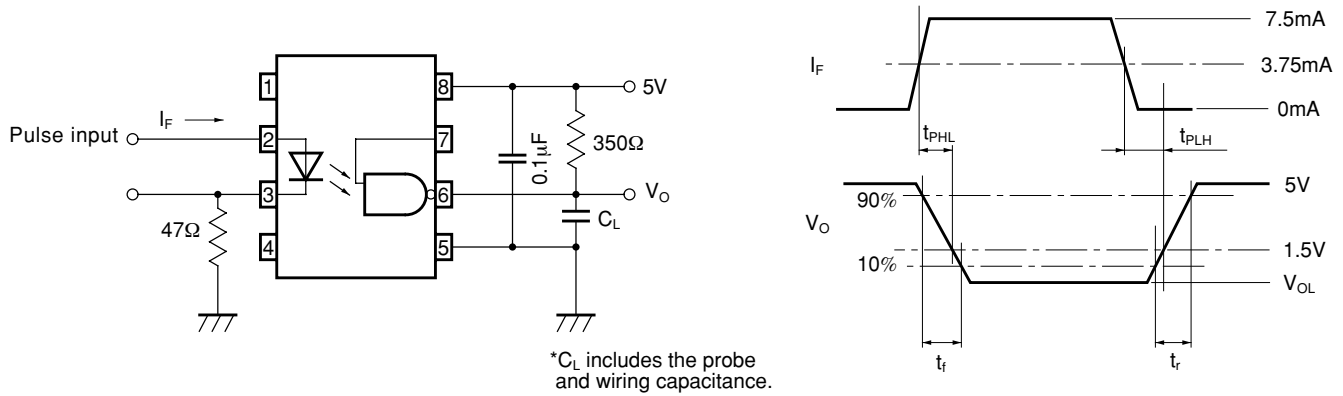 Pulse input
I_F
47Ω
1
2
3
4
8
7
6
5
0.1μF
350Ω
5V
V_O
C_L
*C_L includes the probe
and wiring capacitance.
I_F
7.5mA
3.75mA
0mA
t_PHL
t_PLH
V_O
90%
10%
5V
1.5V
V_OL
t_f
t_r